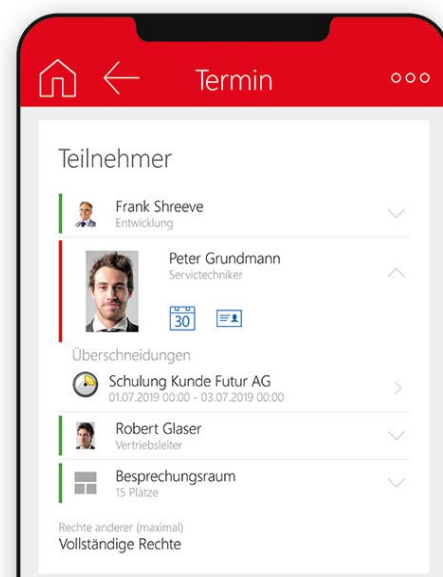 Termin
Teilnehmer
Frank Shreeve
Entwicklung
Peter Grundmann
Servictechniker
30
Überschneidungen
Schulung Kunde Futur AG
01.07.2019 00:00 - 03.07.2019 00:00
Robert Glaser
Vertriebsleiter
Besprechungsraum
15 Plätze
Rechte anderer (maximal)
Vollständige Rechte